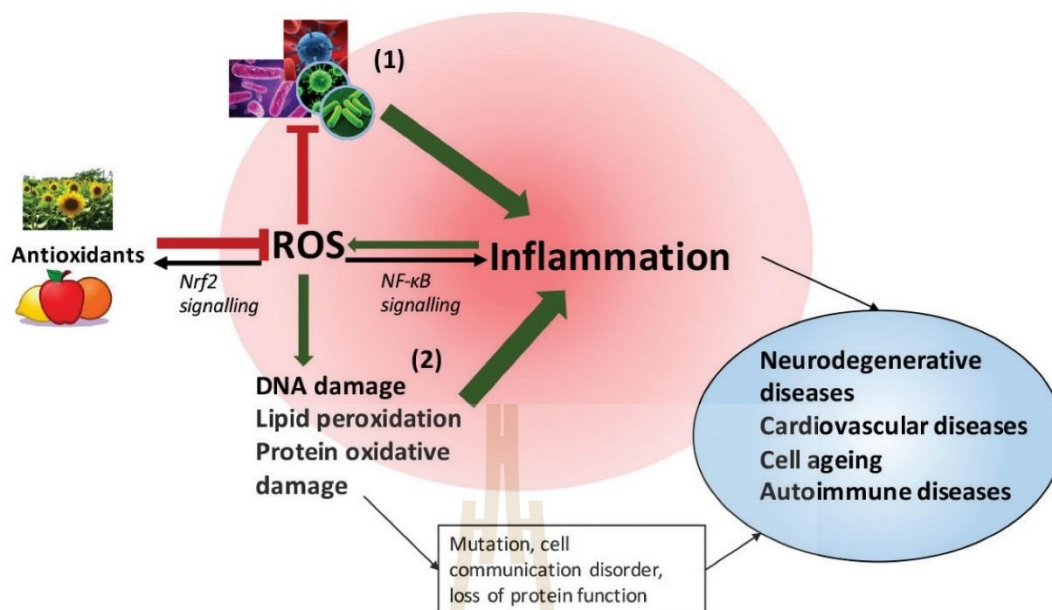 (1)
Antioxidants
ROS
Inflammation
Nrf2
signalling
NF-κB
signalling
(2)
DNA damage
Lipid peroxidation
Protein oxidative
damage
Neurodegenerative
diseases
Cardiovascular diseases
Cell ageing
Autoimmune diseases
Mutation, cell
communication disorder,
loss of protein function